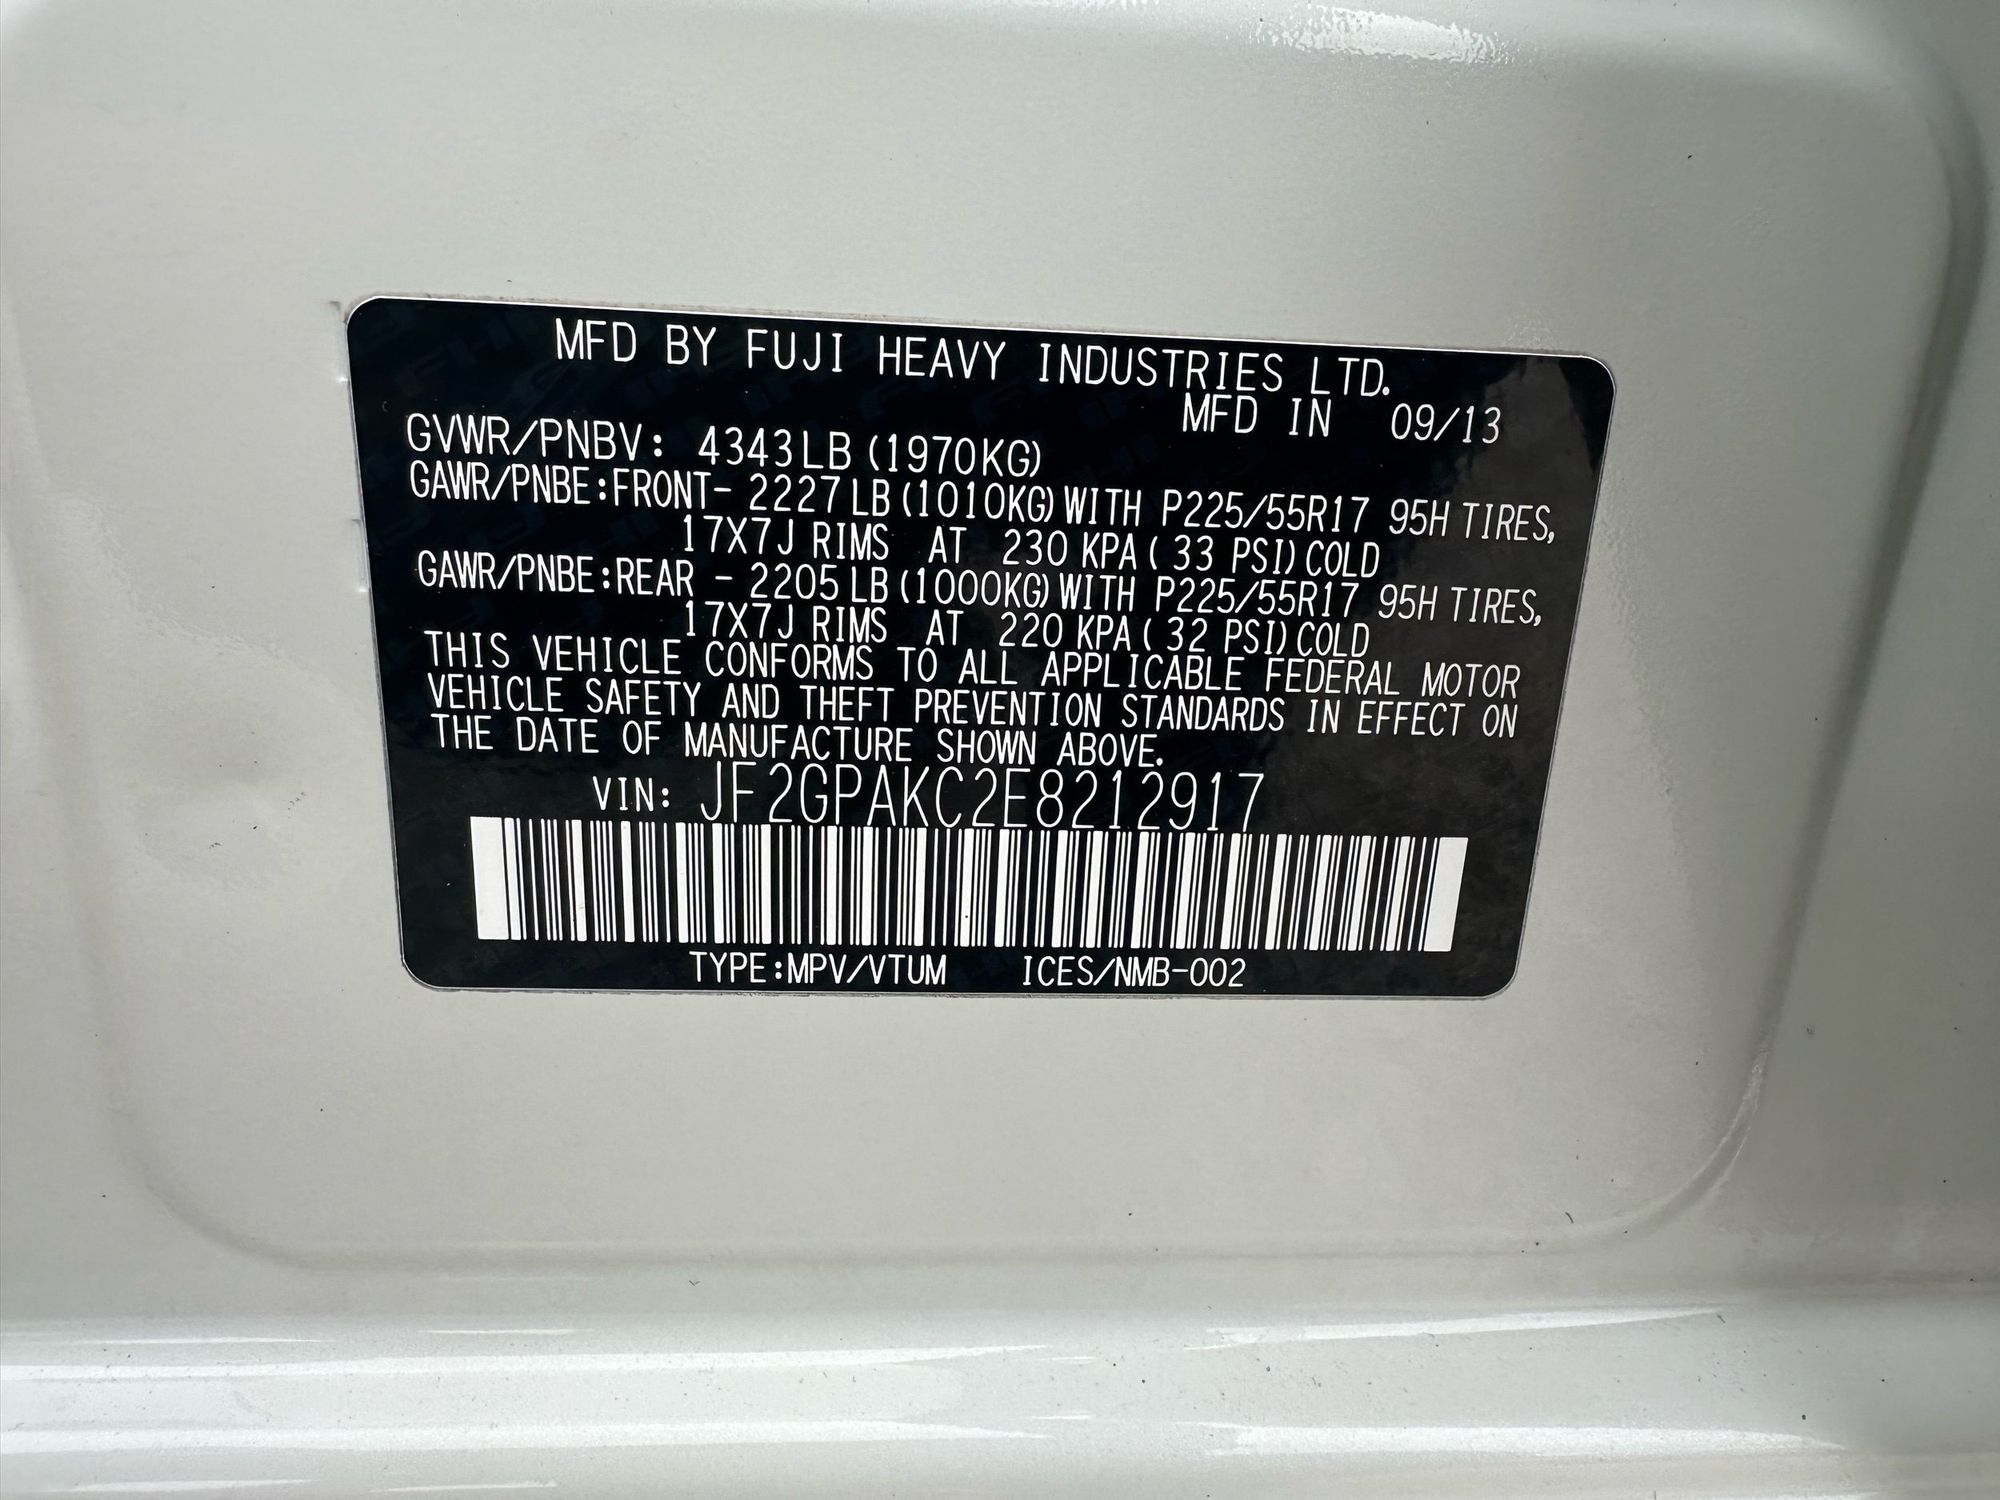 MFD BY FUJI HEAVY INDUSTRIES LTD.
MFD IN 09/13
GVWR/PNBV: 4343LB (1970KG)
GAWR/PNBE:FRONT- 2227 LB (1010KG) WITH P225/55R17 95H TIRES,
17X7J RIMS AT 230 KPA ( 33 PSI) COLD
GAWR/PNBE:REAR - 2205 LB (1000KG) WITH P225/55R17 95H TIRES,
17X7J RIMS AT 220 KPA ( 32 PSI) COLD
THIS VEHICLE CONFORMS TO ALL APPLICABLE FEDERAL MOTOR
VEHICLE SAFETY AND THEFT PREVENTION STANDARDS IN EFFECT ON
THE DATE OF MANUFACTURE SHOWN ABOVE.
VIN: JF2GPAKC2E8212917
TYPE:MPV/VTUM ICES/NMB-002